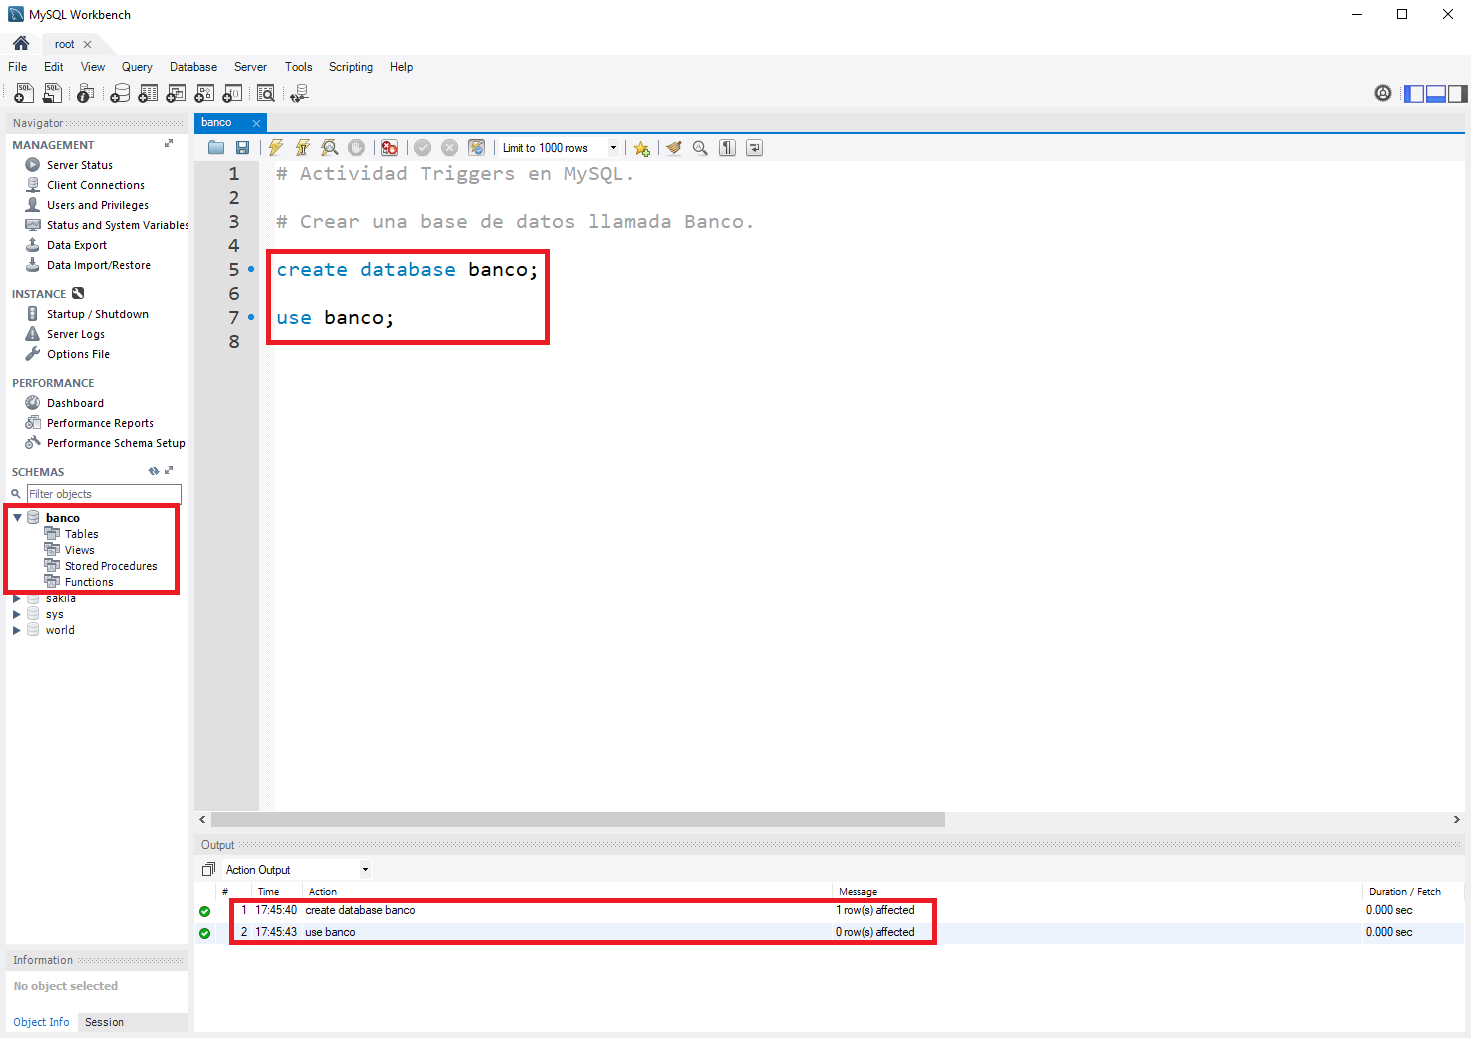 MySQL Workbench
root
File Edit View Query Database Server Tools Scripting Help
Navigator
MANAGEMENT
Server Status
Client Connections
Users and Privileges
Status and System Variables
Data Export
Data Import/Restore
INSTANCE
Startup / Shutdown
Server Logs
Options File
PERFORMANCE
Dashboard
Performance Reports
Performance Schema Setup
SCHEMAS
Filter objects
banco
Tables
Views
Stored Procedures
Functions
sakila
sys
world
Information
No object selected
Object Info Session
banco
Limit to 1000 rows
1 # Actividad Triggers en MySQL.
2
3 # Crear una base de datos llamada Banco.
4
5 create database banco;
6
7 use banco;
8
Output
Action Output
# Time Action Message Duration / Fetch
1 17:45:40 create database banco 1 row(s) affected 0.000 sec
2 17:45:43 use banco 0 row(s) affected 0.000 sec